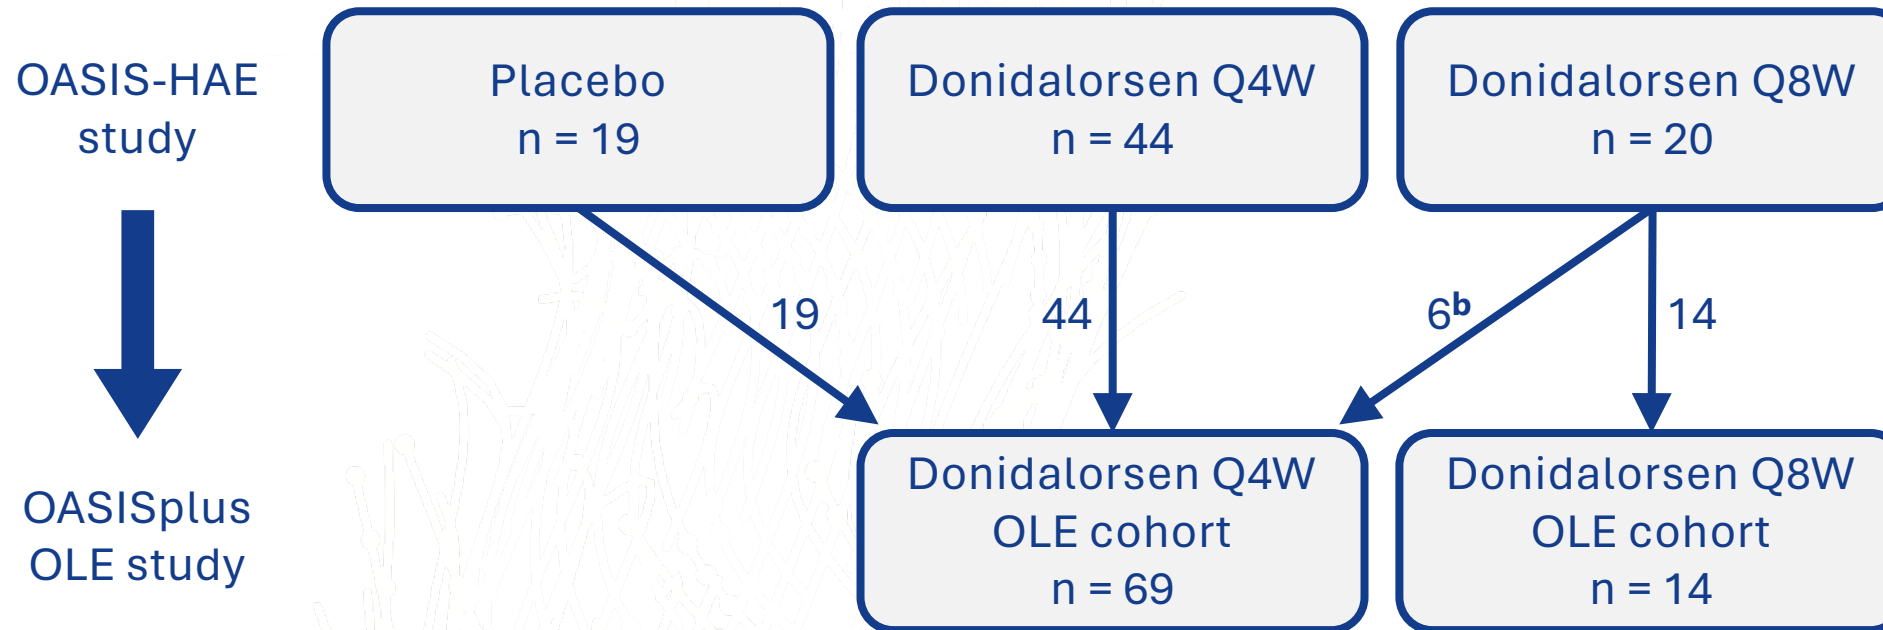 OASIS-HAE
study
Placebo
n = 19
Donidalorsen Q4W
n = 44
Donidalorsen Q8W
n = 20
19
44
6ᵇ
14
OASISplus
OLE study
Donidalorsen Q4W
OLE cohort
n = 69
Donidalorsen Q8W
OLE cohort
n = 14